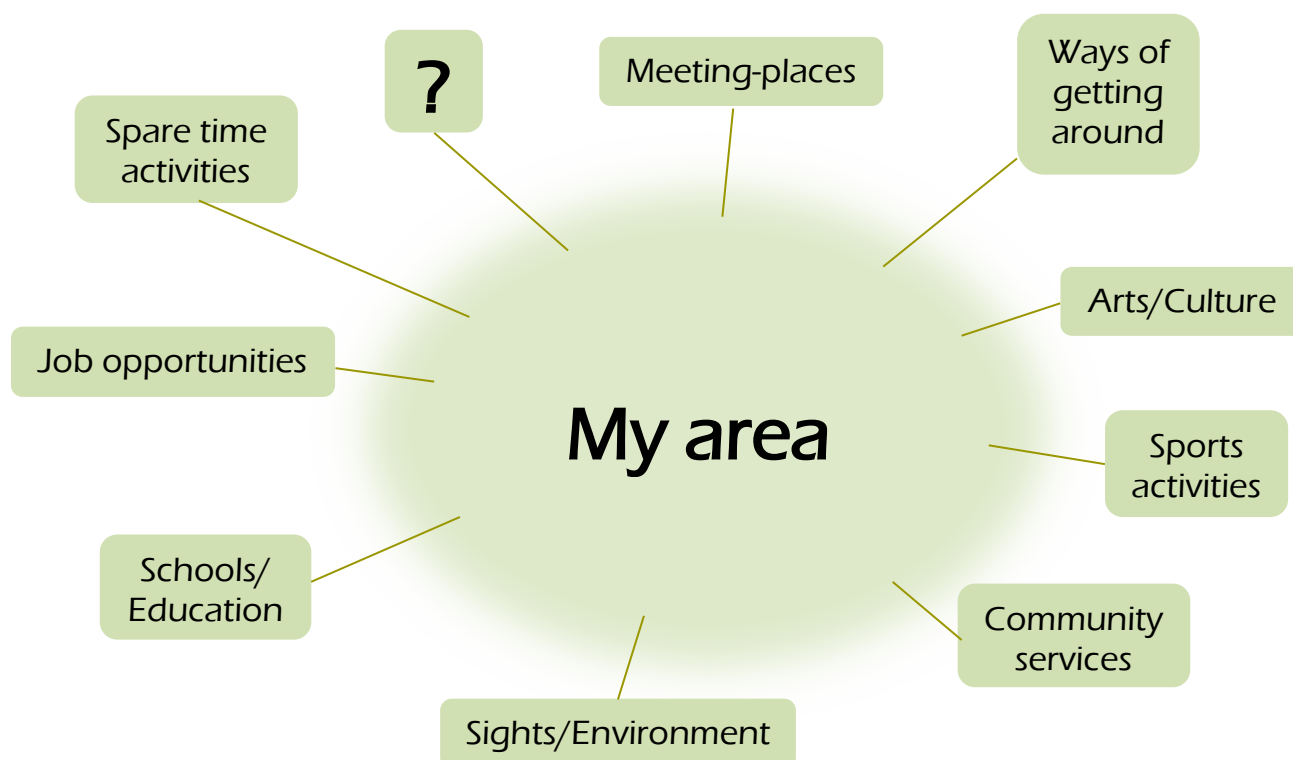 ?
Meeting-places
Ways of
getting
around
Spare time
activities
Arts/Culture
Job opportunities
My area
Sports
activities
Schools/
Education
Community
services
Sights/Environment